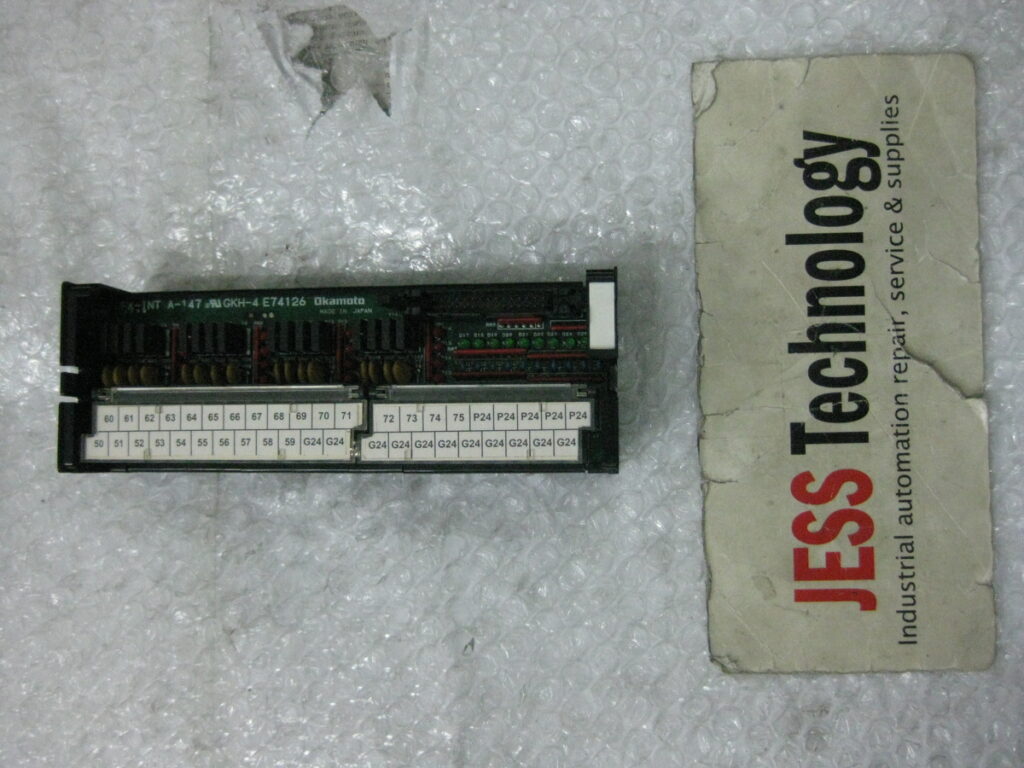 INT A-147 GKH-4 E74126 Okamoto
MADE IN JAPAN
60 61 62 63 64 65 66 67 68 69 70 71
50 51 52 53 54 55 56 57 58 59 G24 G24
72 73 74 75 P24 P24 P24 P24 P24
G24 G24 G24 G24 G24 G24 G24 G24 G24
JESS Technology
Industrial automation repair, service & supplies